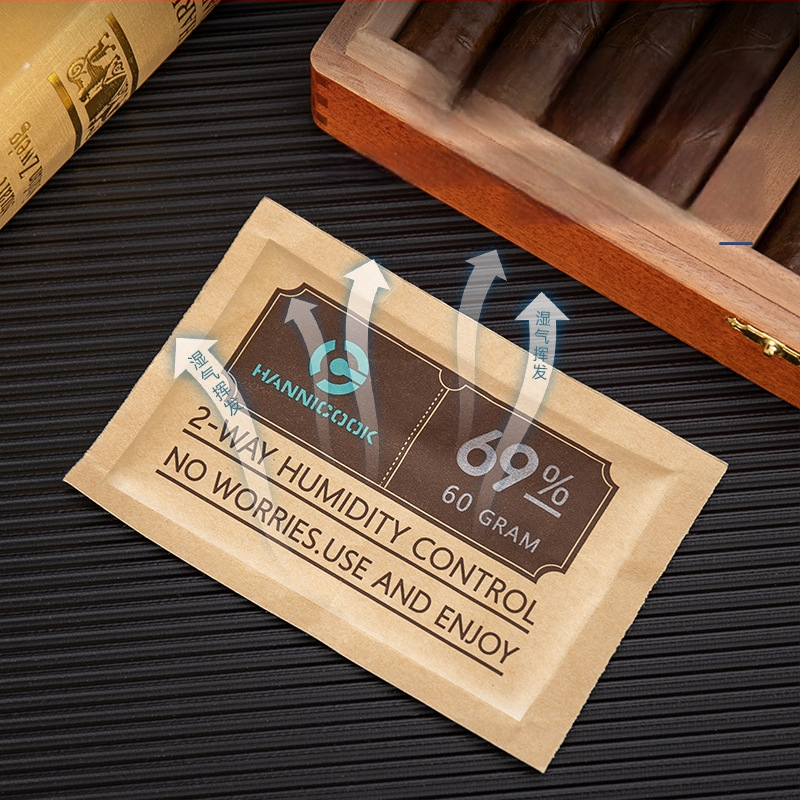 Zweig
湿气挥发
湿气挥发
HANNICOOK
69%
60 GRAM
2-WAY HUMIDITY CONTROL
NO WORRIES.USE AND ENJOY